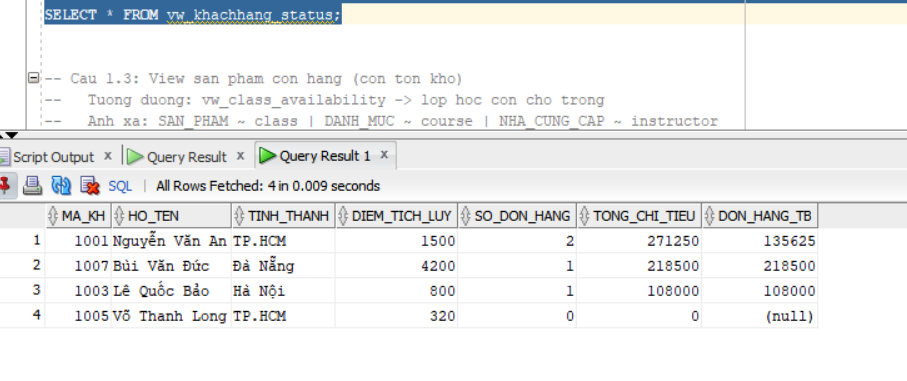 SELECT * FROM vw_khachhang_status;
-- Cau 1.3: View san pham con hang (con ton kho)
-- Tuong duong: vw_class_availability -> lop hoc con cho trong
-- Anh xa: SAN_PHAM ~ class | DANH_MUC ~ course | NHA_CUNG_CAP ~ instructor
Script Output x Query Result x Query Result 1 x
SQL | All Rows Fetched: 4 in 0.009 seconds
MA_KH HO_TEN TINH_THANH DIEM_TICH_LUY SO_DON_HANG TONG_CHI_TIEU DON_HANG_TB
1 1001 Nguyễn Văn An TP.HCM 1500 2 271250 135625
2 1007 Bùi Văn Đức Đà Nẵng 4200 1 218500 218500
3 1003 Lê Quốc Bảo Hà Nội 800 1 108000 108000
4 1005 Võ Thanh Long TP.HCM 320 0 0 (null)